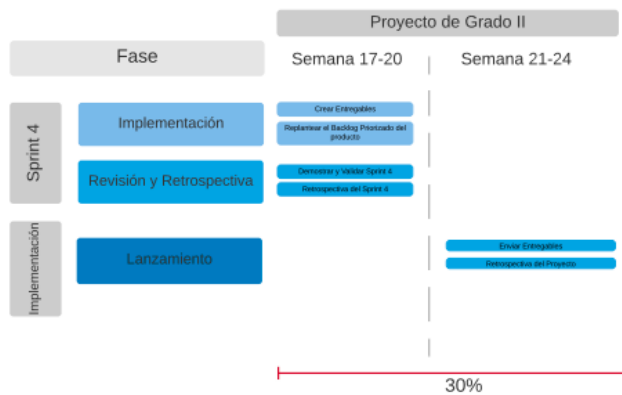 Proyecto de Grado II
Fase
Semana 17-20
Semana 21-24
Sprint 4
Implementación
Crear Entregables
Replantear el Backlog Priorizado del
producto
Revisión y Retrospectiva
Demostrar y Validar Sprint 4
Retrospectiva del Sprint 4
Implementación
Lanzamiento
Enviar Entregables
Retrospectiva del Proyecto
30%